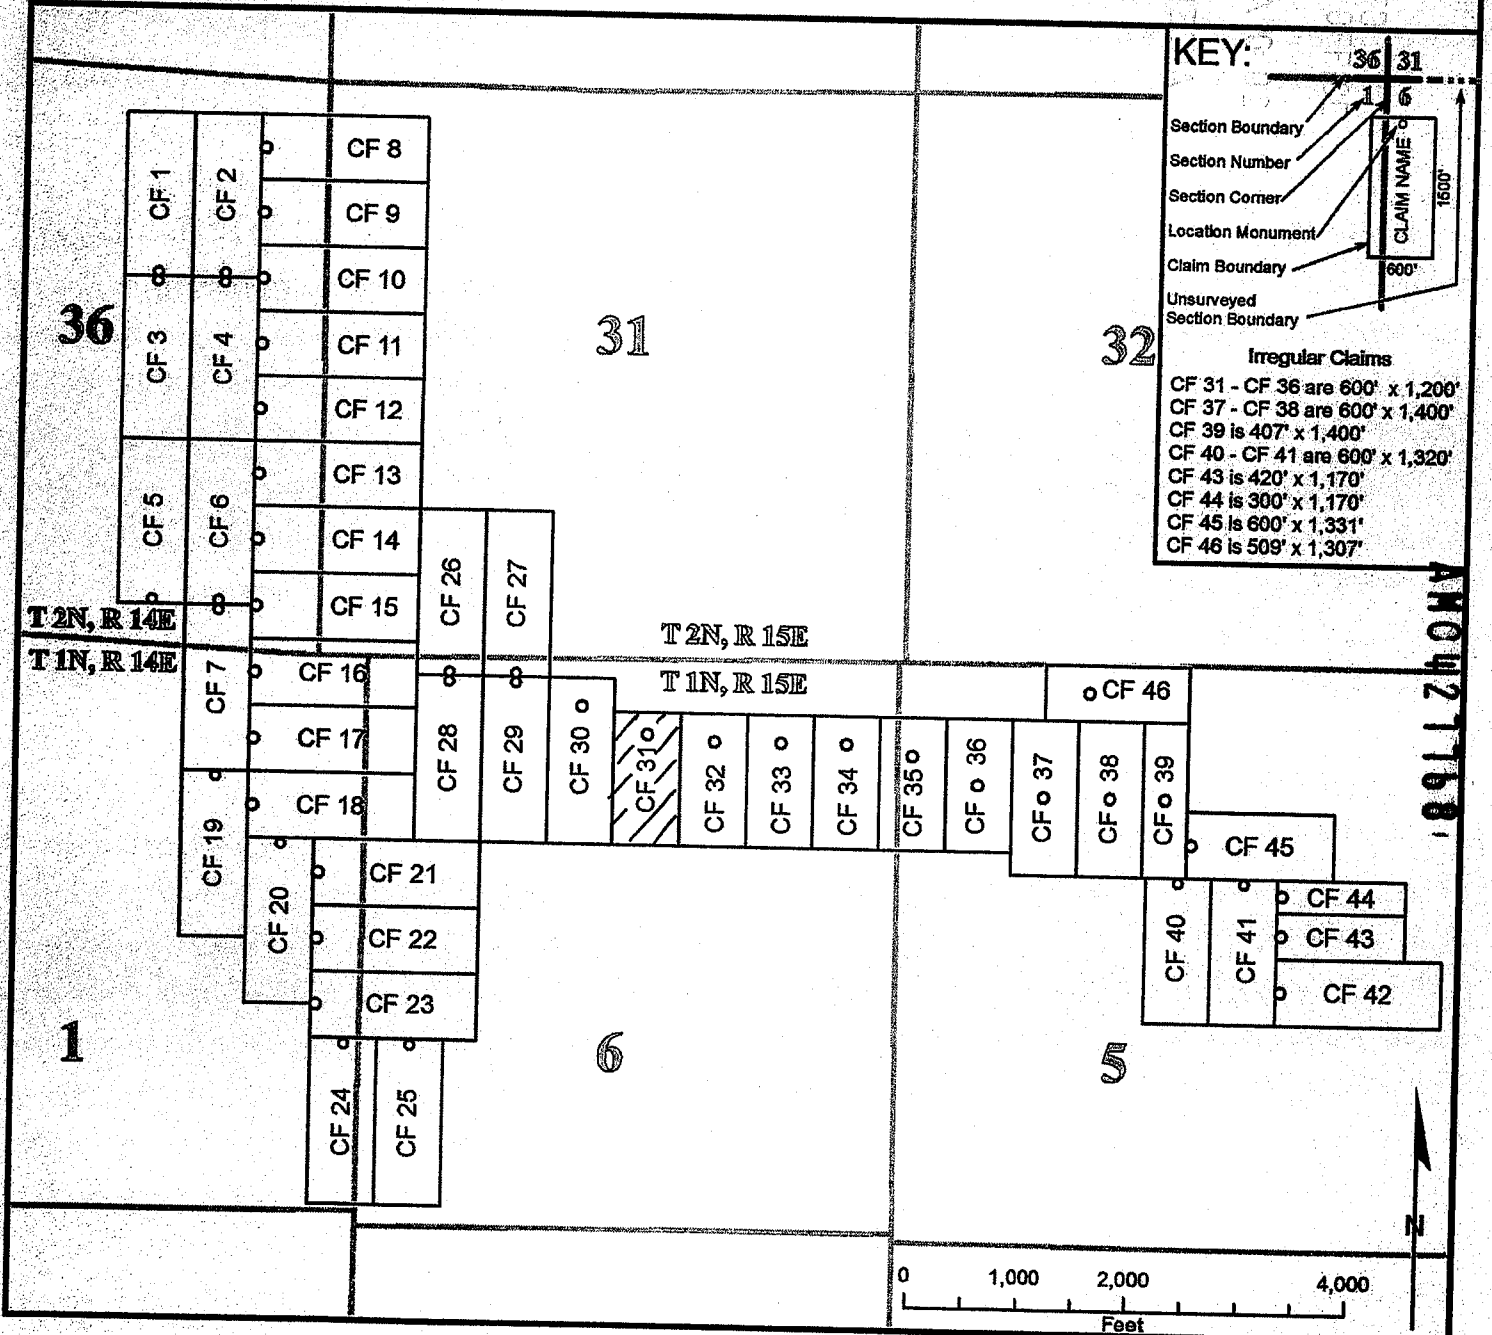 KEY:
36 31
1 6
Section Boundary
Section Number
Section Corner
Location Monument
Claim Boundary
Unsurveyed
Section Boundary
CLAIM NAME
1500'
600'
Irregular Claims
CF 31 - CF 36 are 600' x 1,200'
CF 37 - CF 38 are 600' x 1,400'
CF 39 is 407' x 1,400'
CF 40 - CF 41 are 600' x 1,320'
CF 43 is 420' x 1,170'
CF 44 is 300' x 1,170'
CF 45 is 600' x 1,331'
CF 46 is 509' x 1,307'
CF 1
CF 2
CF 8
CF 9
CF 10
36
CF 3
CF 4
CF 11
31
32
CF 12
CF 13
CF 5
CF 6
CF 14
CF 26
CF 27
CF 15
T 2N, R 14E
T 2N, R 15E
T 1N, R 14E
T 1N, R 15E
CF 7
CF 16
CF 17
CF 18
CF 28
CF 29
CF 30
CF 31
CF 32
CF 33
CF 34
CF 35
CF 36
CF 37
CF 38
CF 39
CF 46
CF 45
CF 19
CF 20
CF 21
CF 22
CF 23
CF 40
CF 41
CF 44
CF 43
CF 42
1
6
5
CF 24
CF 25
AMC427768
N
0 1,000 2,000 4,000
Feet